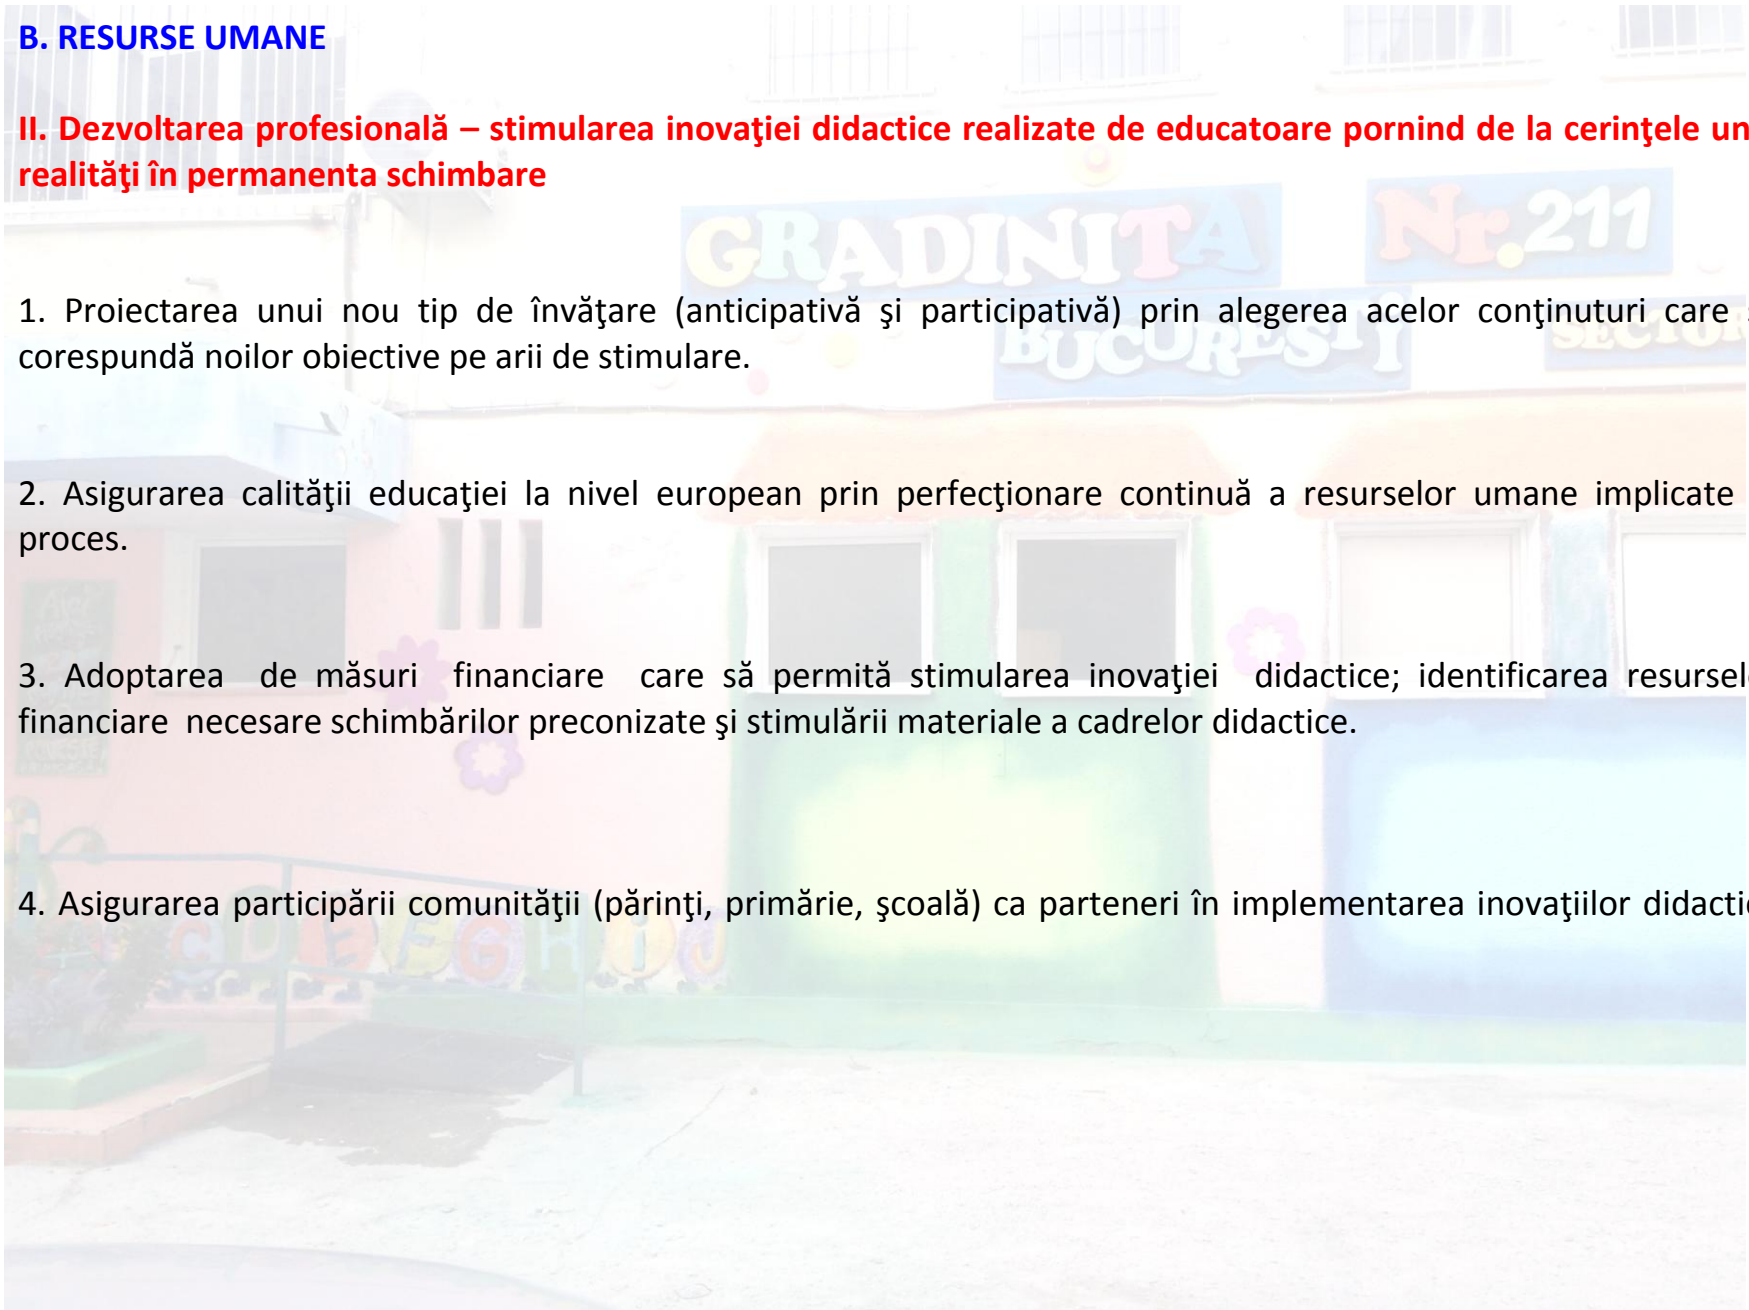 B. RESURSE UMANE
II. Dezvoltarea profesională – stimularea inovaţiei didactice realizate de educatoare pornind de la cerinţele un
realităţi în permanenta schimbare
GRADINITA Nr.211
1. Proiectarea unui nou tip de învăţare (anticipativă şi participativă) prin alegerea acelor conţinuturi care
corespundă noilor obiective pe arii de stimulare.
BUCURESTI SECTOR
2. Asigurarea calităţii educaţiei la nivel european prin perfecţionare continuă a resurselor umane implicate
proces.
3. Adoptarea de măsuri financiare care să permită stimularea inovaţiei didactice; identificarea resursel
financiare necesare schimbărilor preconizate şi stimulării materiale a cadrelor didactice.
4. Asigurarea participării comunităţii (părinţi, primărie, şcoală) ca parteneri în implementarea inovaţiilor didacti
C D E F G H I J